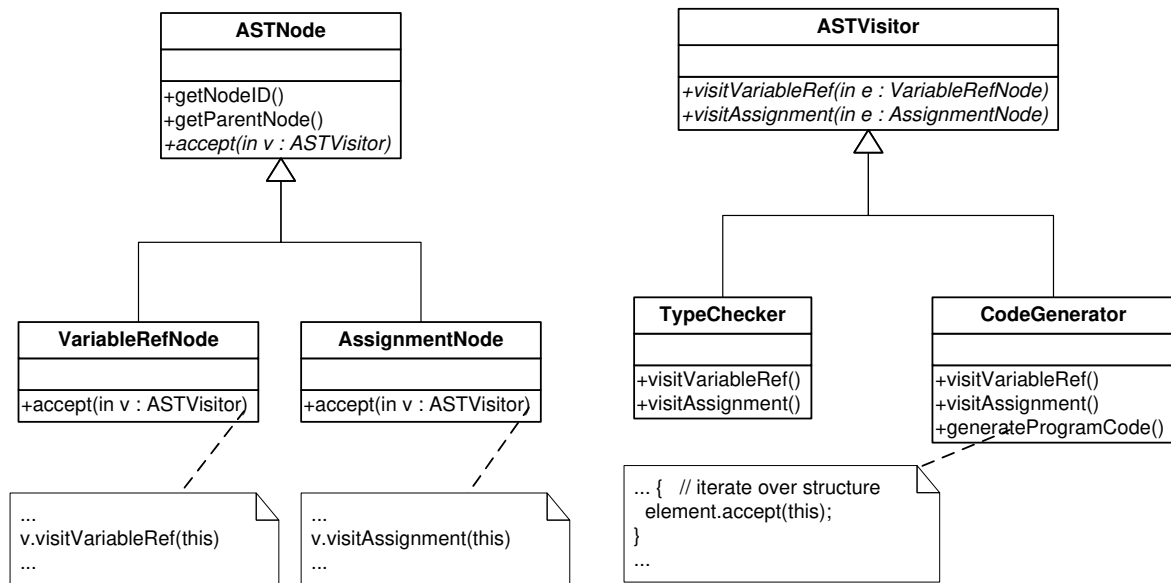 ASTNode
+getNodeID()
+getParentNode()
+accept(in v : ASTVisitor)
ASTVisitor
+visitVariableRef(in e : VariableRefNode)
+visitAssignment(in e : AssignmentNode)
VariableRefNode
+accept(in v : ASTVisitor)
AssignmentNode
+accept(in v : ASTVisitor)
TypeChecker
+visitVariableRef()
+visitAssignment()
CodeGenerator
+visitVariableRef()
+visitAssignment()
+generateProgramCode()
...
v.visitVariableRef(this)
...
...
v.visitAssignment(this)
...
... { // iterate over structure
element.accept(this);
}
...